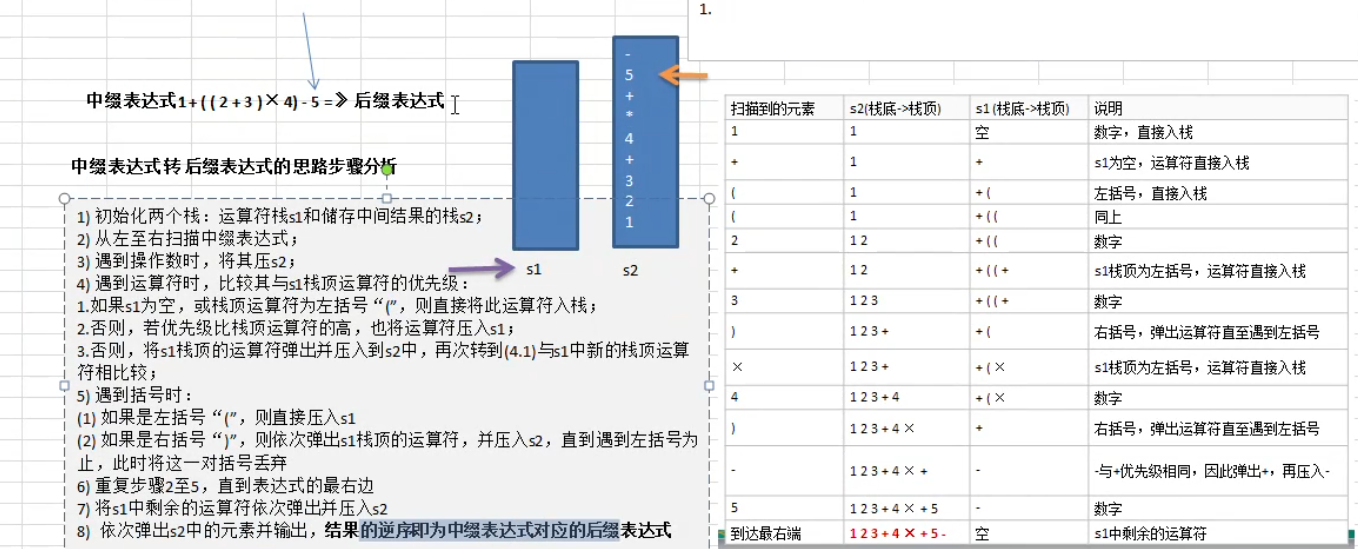 1.
中缀表达式1 + ( ( 2 + 3 ) × 4) - 5 =》 后缀表达式
中缀表达式转 后缀表达式的思路步骤分析
1) 初始化两个栈：运算符栈s1和储存中间结果的栈s2；
2) 从左至右扫描中缀表达式；
3) 遇到操作数时，将其压s2；
4) 遇到运算符时，比较其与s1栈顶运算符的优先级：
1.如果s1为空，或栈顶运算符为左括号“(”，则直接将此运算符入栈；
2.否则，若优先级比栈顶运算符的高，也将运算符压入s1；
3.否则，将s1栈顶的运算符弹出并压入到s2中，再次转到(4.1)与s1中新的栈顶运算
符相比较；
5) 遇到括号时：
(1) 如果是左括号“(”，则直接压入s1
(2) 如果是右括号“)”，则依次弹出s1栈顶的运算符，并压入s2，直到遇到左括号为
止，此时将这一对括号丢弃
6) 重复步骤2至5，直到表达式的最右边
7) 将s1中剩余的运算符依次弹出并压入s2
8) 依次弹出s2中的元素并输出，结果的逆序即为中缀表达式对应的后缀表达式
s1
-
5
+
*
4
+
3
2
1
s2
扫描到的元素 s2(栈底->栈顶) s1 (栈底->栈顶) 说明
1 1 空 数字，直接入栈
+ 1 + s1为空，运算符直接入栈
( 1 + ( 左括号，直接入栈
( 1 + ( ( 同上
2 1 2 + ( ( 数字
+ 1 2 + ( ( + s1栈顶为左括号，运算符直接入栈
3 1 2 3 + ( ( + 数字
) 1 2 3 + + ( 右括号，弹出运算符直至遇到左括号
× 1 2 3 + + ( × s1栈顶为左括号，运算符直接入栈
4 1 2 3 + 4 + ( × 数字
) 1 2 3 + 4 × + 右括号，弹出运算符直至遇到左括号
- 1 2 3 + 4 × + - -与+优先级相同，因此弹出+，再压入-
5 1 2 3 + 4 × + 5 - 数字
到达最右端 1 2 3 + 4 × + 5 - 空 s1中剩余的运算符